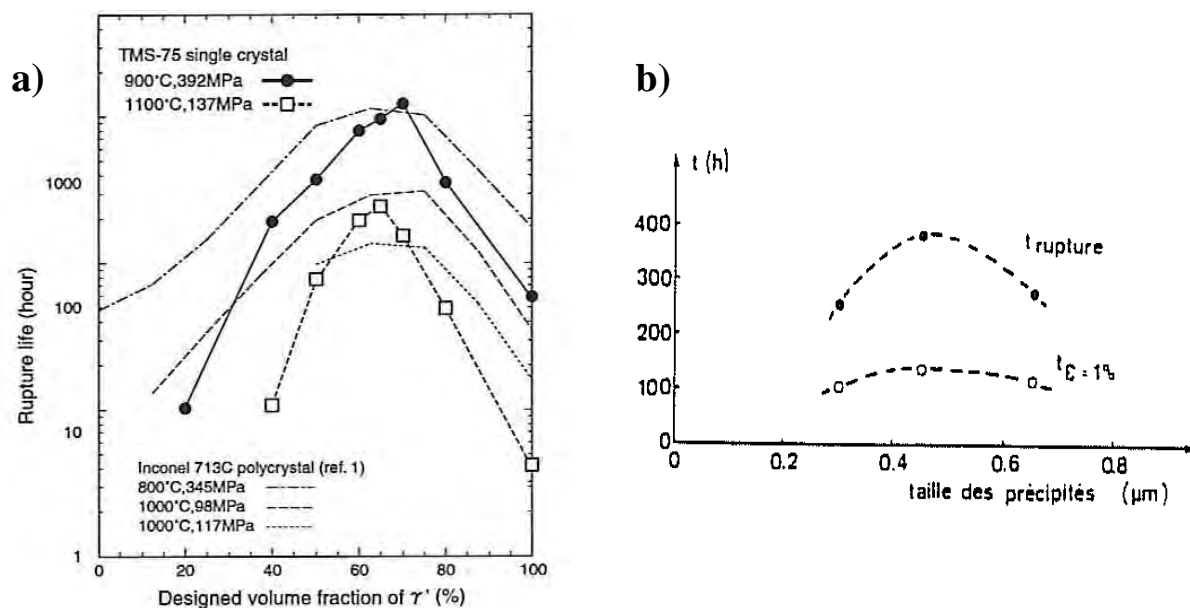 a)
TMS-75 single crystal
900°C,392MPa
1100°C,137MPa
Rupture life (hour)
1000
100
10
1
Inconel 713C polycrystal (ref. 1)
800°C,345MPa
1000°C,98MPa
1000°C,117MPa
0 20 40 60 80 100
Designed volume fraction of γ' (%)
b)
t (h)
400
300
200
100
0
t rupture
tε = 1%
0 0.2 0.4 0.6 0.8
taille des précipités (μm)